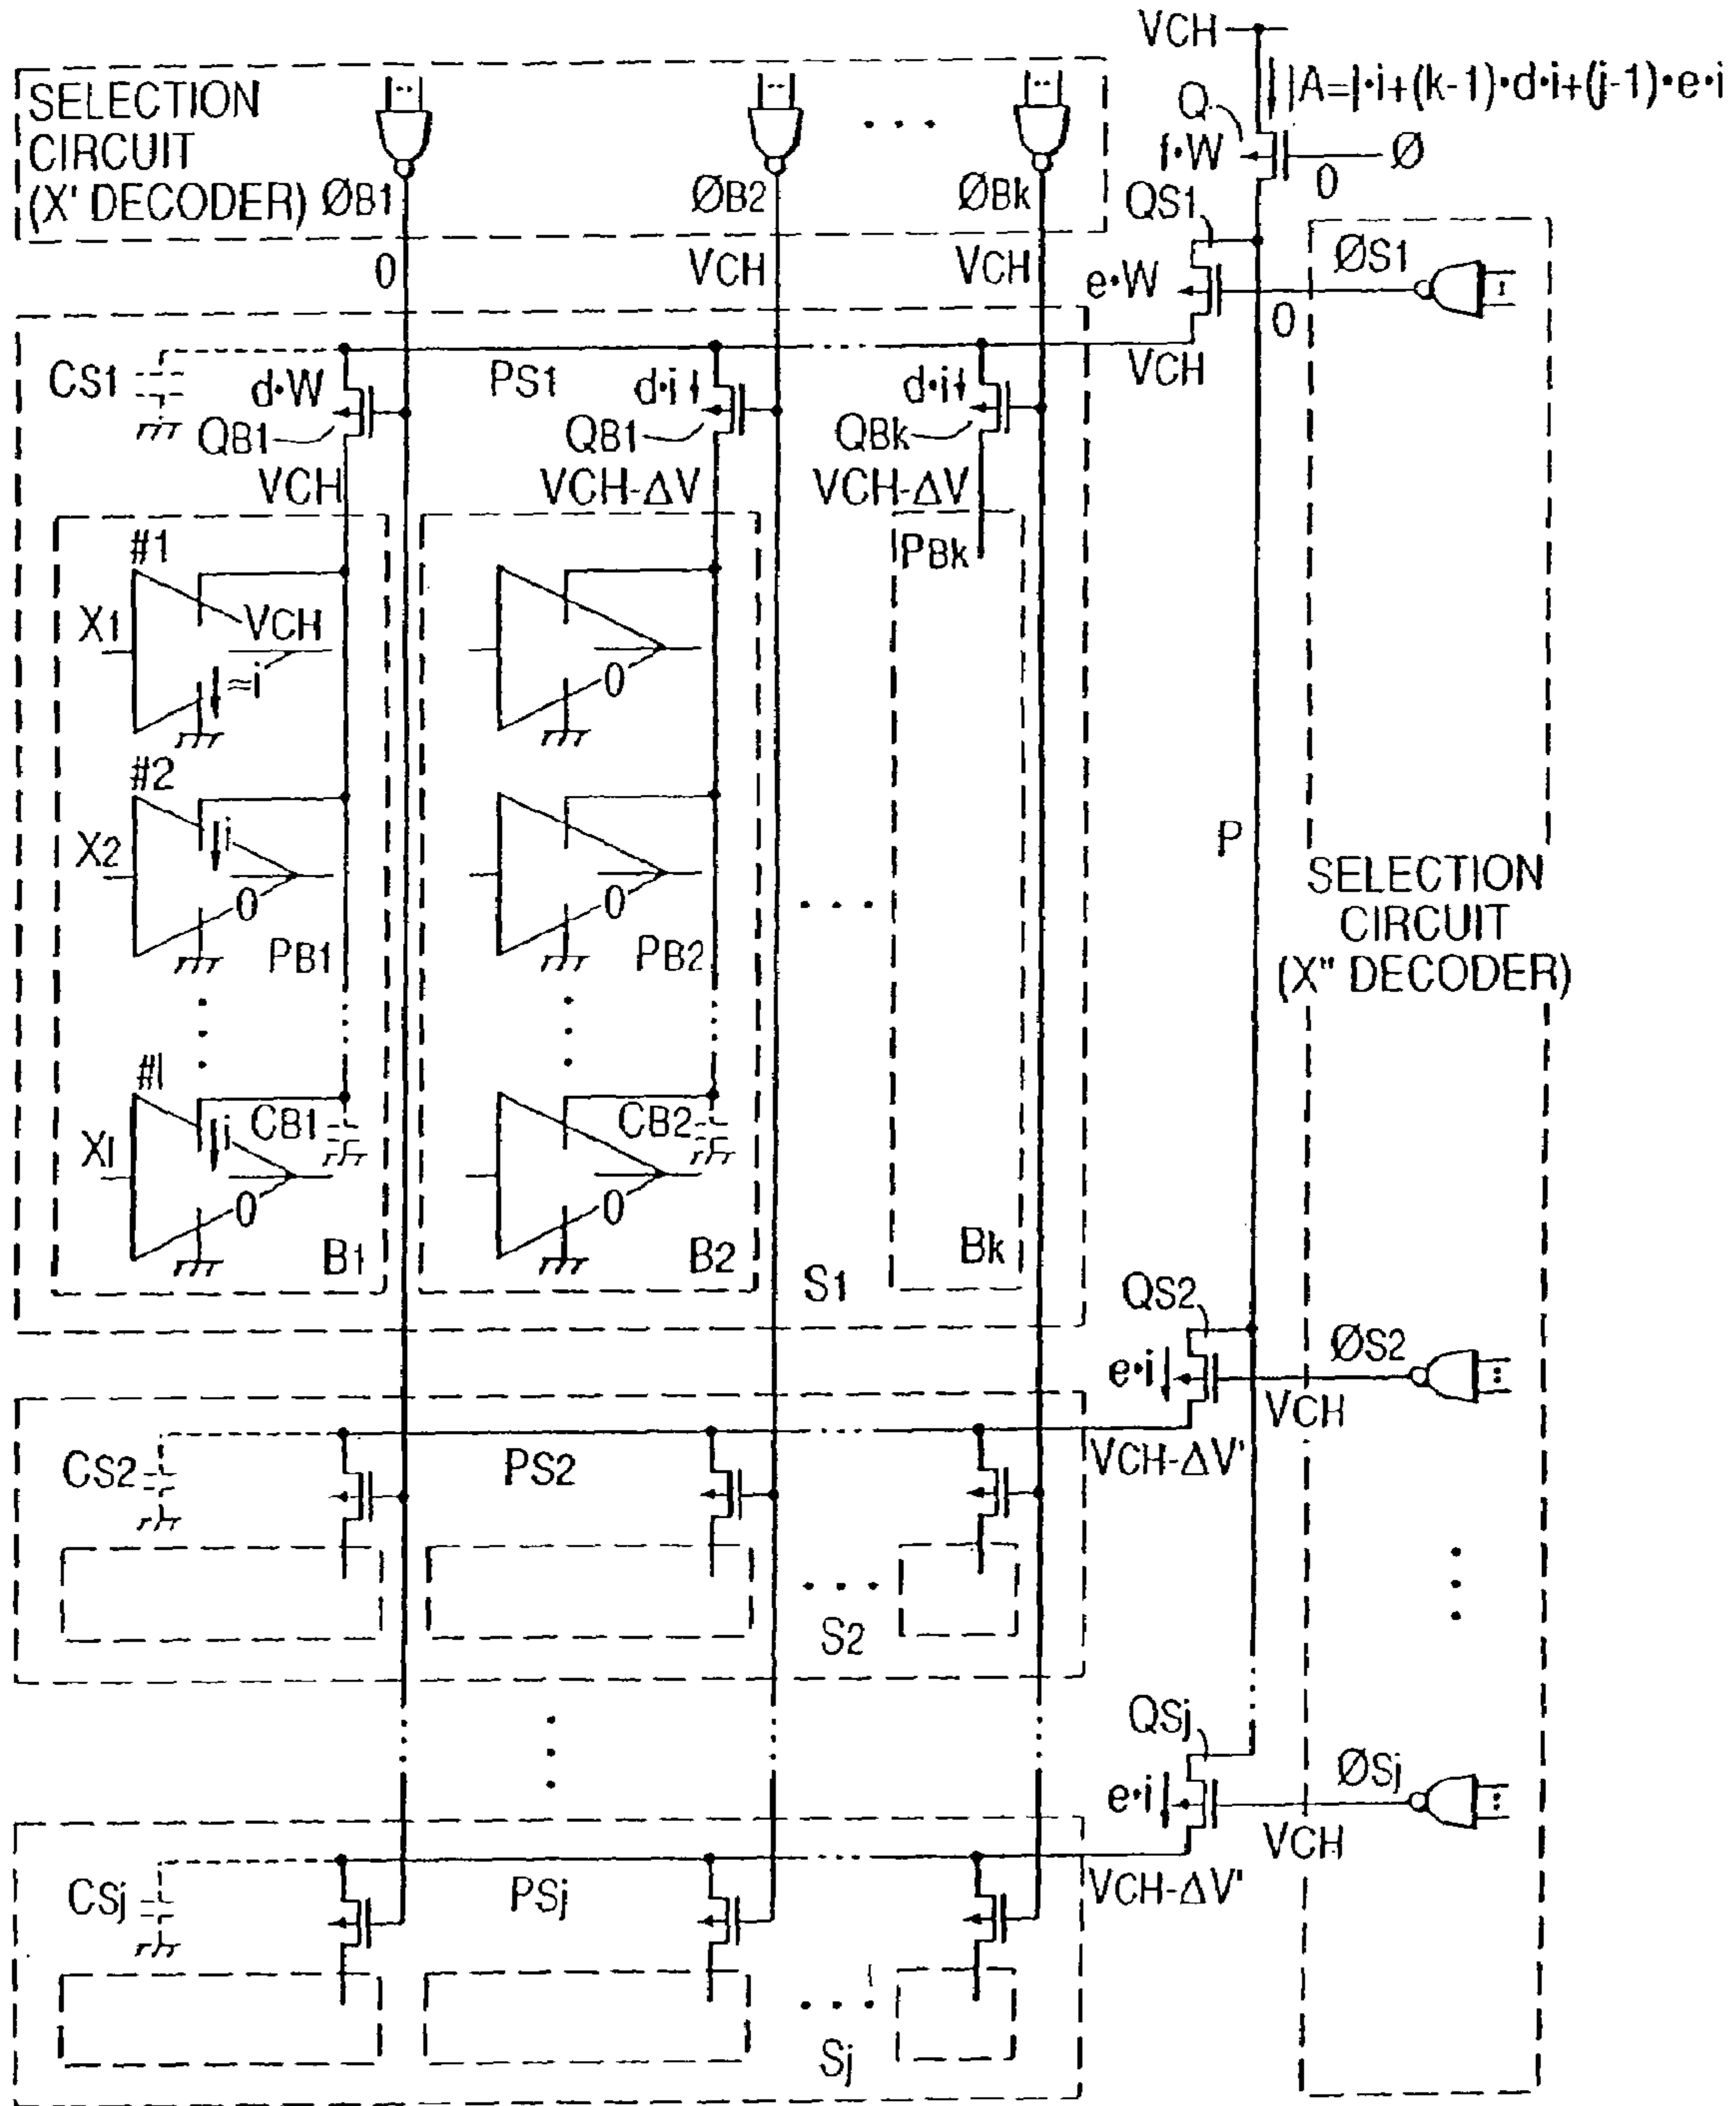 VCH
IA=l·i+(k-1)·d·i+(j-1)·e·i
SELECTION
CIRCUIT
(X' DECODER)
ØB1
ØB2
ØBk
...
Q
f·W
Ø
0
QS1
0
VCH
VCH
e·W
ØS1
0
VCH
CS1
d·W
PS1
d·i
d·i
QB1
QB1
QBk
VCH
VCH-ΔV
VCH-ΔV
#1
PBk
X1
VCH
≈i
0
#2
X2
i
0
0
PB1
PB2
...
P
SELECTION
CIRCUIT
(X" DECODER)
#l
Xl
i
CB1
CB2
0
0
B1
B2
Bk
S1
QS2
e·i
ØS2
VCH
VCH-ΔV'
CS2
PS2
...
S2
QSj
e·i
ØSj
VCH
VCH-ΔV'
CSj
PSj
...
Sj